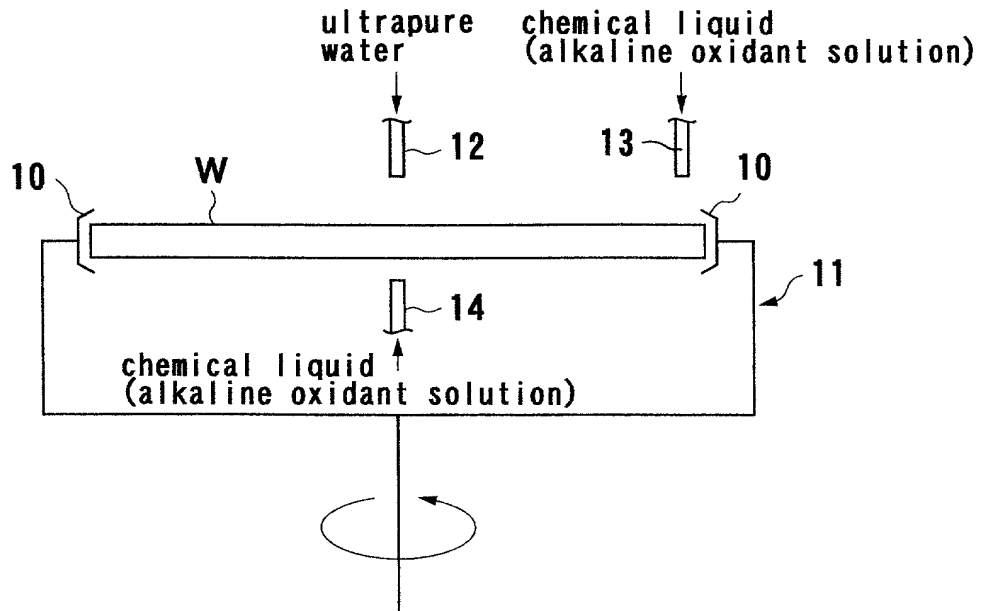 ultrapure
water
chemical liquid
(alkaline oxidant solution)
12
13
10
W
10
11
14
chemical liquid
(alkaline oxidant solution)